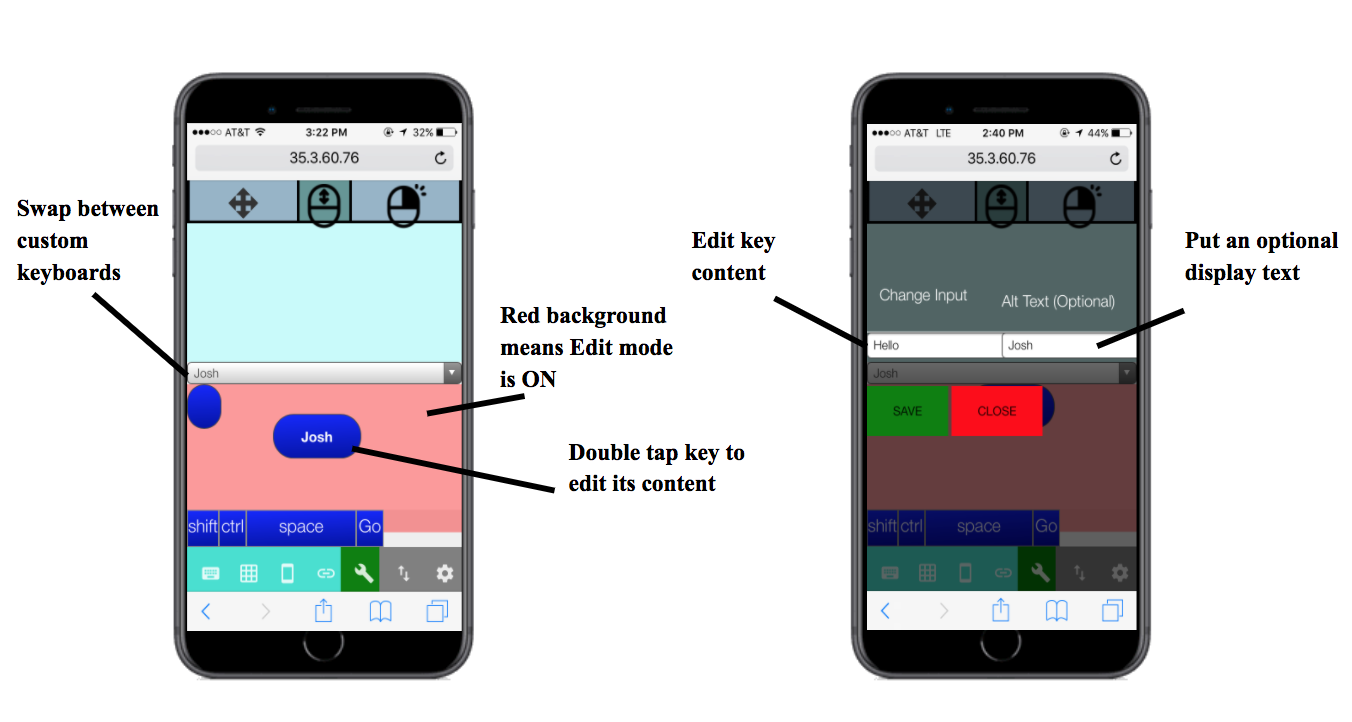 AT&T 3:22 PM 32%
35.3.60.76
Swap between
custom
keyboards
Red background
means Edit mode
is ON
Josh
Josh
Double tap key to
edit its content
shift ctrl space Go
AT&T LTE 2:40 PM 44%
35.3.60.76
Edit key
content
Put an optional
display text
Change Input
Alt Text (Optional)
Hello
Josh
Josh
SAVE
CLOSE
shift ctrl space Go